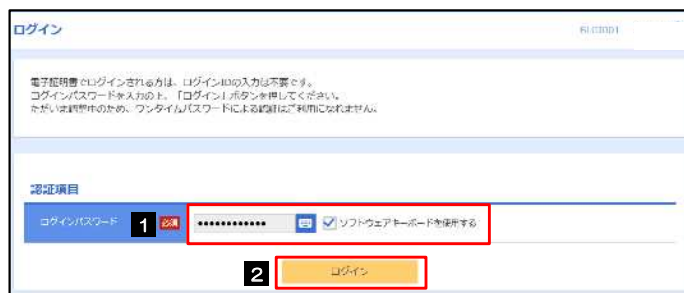 ログイン
BLGI001
電子証明書でログインされる方は、ログインIDの入力は不要です。
ログインパスワードを入力の上、「ログイン」ボタンを押してください。
ただいま調整中のため、ワンタイムパスワードによる認証はご利用になれません。
認証項目
ログインパスワード 1 必須 •••••••••••• ソフトウェアキーボードを使用する
2 ログイン